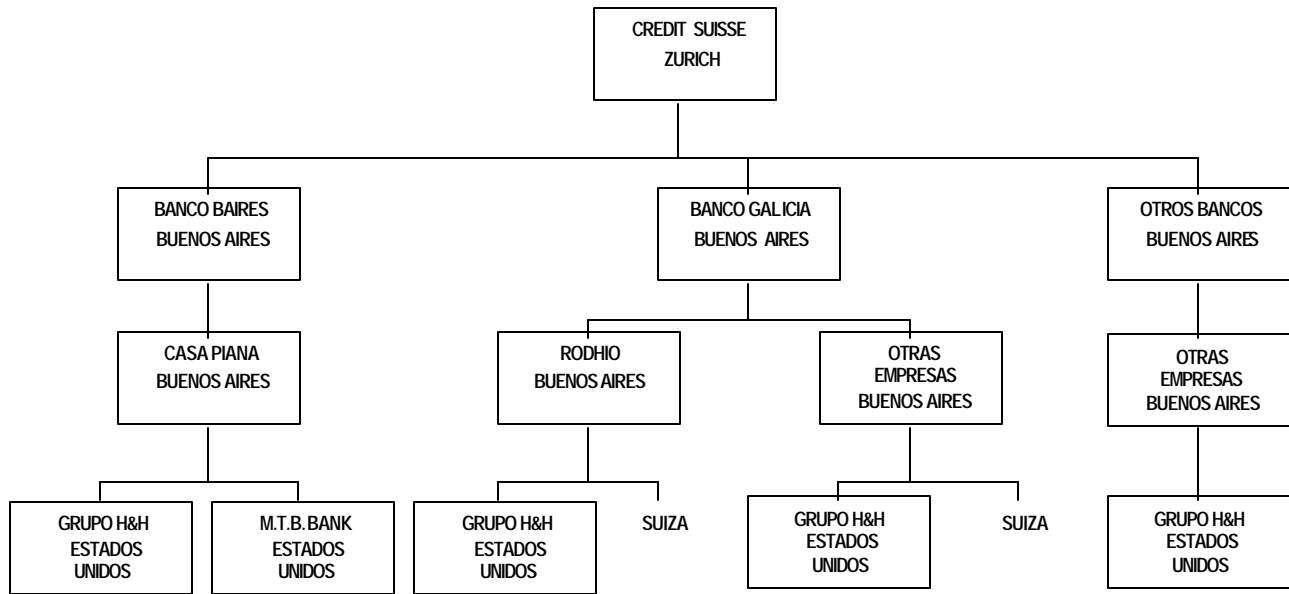 CREDIT SUISSE
ZURICH
BANCO BAIRES
BUENOS AIRES
BANCO GALICIA
BUENOS AIRES
OTROS BANCOS
BUENOS AIRES
CASA PIANA
BUENOS AIRES
RODHIO
BUENOS AIRES
OTRAS
EMPRESAS
BUENOS AIRES
OTRAS
EMPRESAS
BUENOS AIRES
GRUPO H&H
ESTADOS
UNIDOS
M.T.B. BANK
ESTADOS
UNIDOS
GRUPO H&H
ESTADOS
UNIDOS
SUIZA
GRUPO H&H
ESTADOS
UNIDOS
SUIZA
GRUPO H&H
ESTADOS
UNIDOS